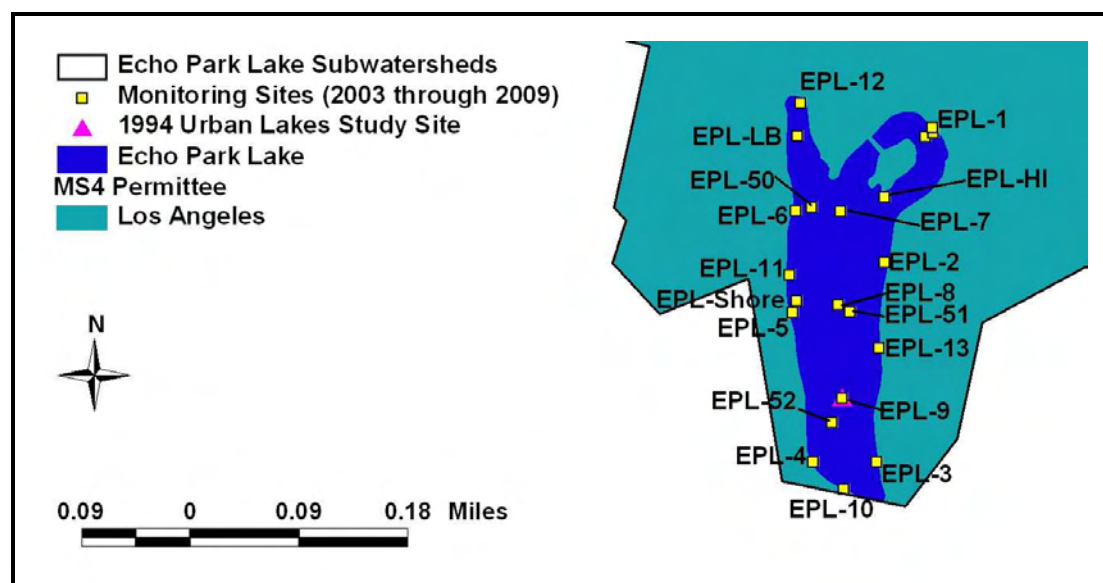 Echo Park Lake Subwatersheds
Monitoring Sites (2003 through 2009)
1994 Urban Lakes Study Site
Echo Park Lake
MS4 Permittee
Los Angeles
N
0.09 0 0.09 0.18 Miles
EPL-12
EPL-1
EPL-LB
EPL-HI
EPL-50
EPL-6
EPL-7
EPL-2
EPL-11
EPL-8
EPL-Shore
EPL-51
EPL-5
EPL-13
EPL-52
EPL-9
EPL-4
EPL-3
EPL-10